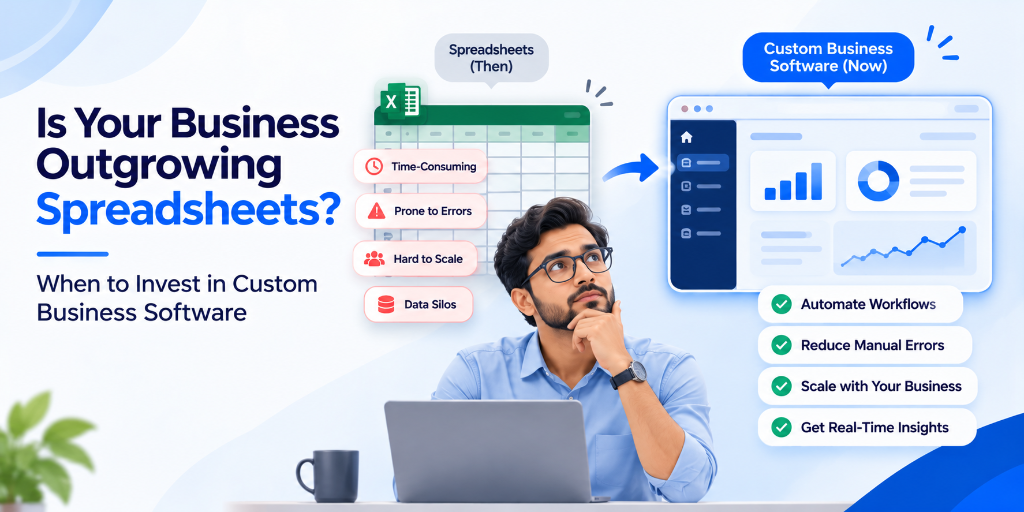 Is Your Business
Outgrowing
Spreadsheets?
When to Invest in Custom
Business Software
Spreadsheets
(Then)
X
Time-Consuming
Prone to Errors
Hard to Scale
Data Silos
Custom Business
Software (Now)
Automate Workflows
Reduce Manual Errors
Scale with Your Business
Get Real-Time Insights